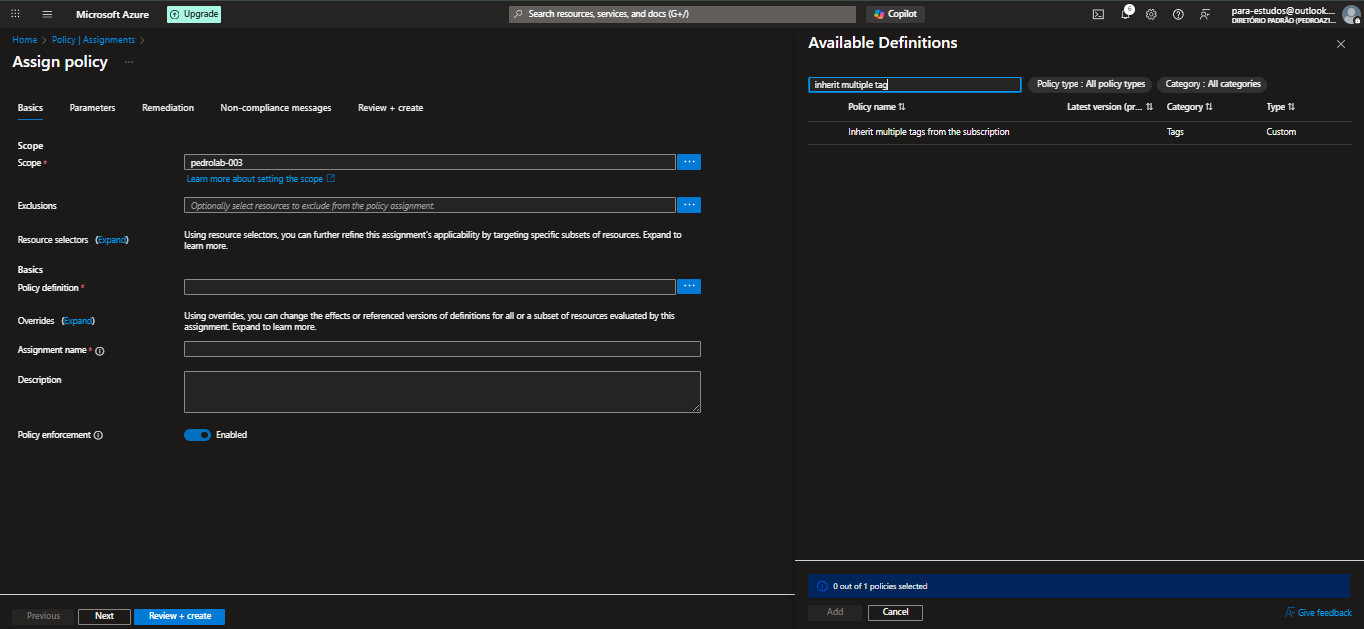 Microsoft Azure
Upgrade
Search resources, services, and docs (G+/)
Copilot
6
para-estudos@outlook....
DIRETÓRIO PADRÃO (PEDROAZ1...
Home > Policy | Assignments >
Assign policy ...
Basics
Parameters
Remediation
Non-compliance messages
Review + create
Scope
Scope *
pedrolab-003
...
Learn more about setting the scope
Exclusions
Optionally select resources to exclude from the policy assignment.
...
Resource selectors (Expand)
Using resource selectors, you can further refine this assignment's applicability by targeting specific subsets of resources. Expand to
learn more.
Basics
Policy definition *
...
Overrides (Expand)
Using overrides, you can change the effects or referenced versions of definitions for all or a subset of resources evaluated by this
assignment. Expand to learn more.
Assignment name *
Description
Policy enforcement
Enabled
Previous
Next
Review + create
Available Definitions
inherit multiple tag
Policy type : All policy types
Category : All categories
Policy name
Latest version (pr...
Category
Type
Inherit multiple tags from the subscription
Tags
Custom
0 out of 1 policies selected
Add
Cancel
Give feedback